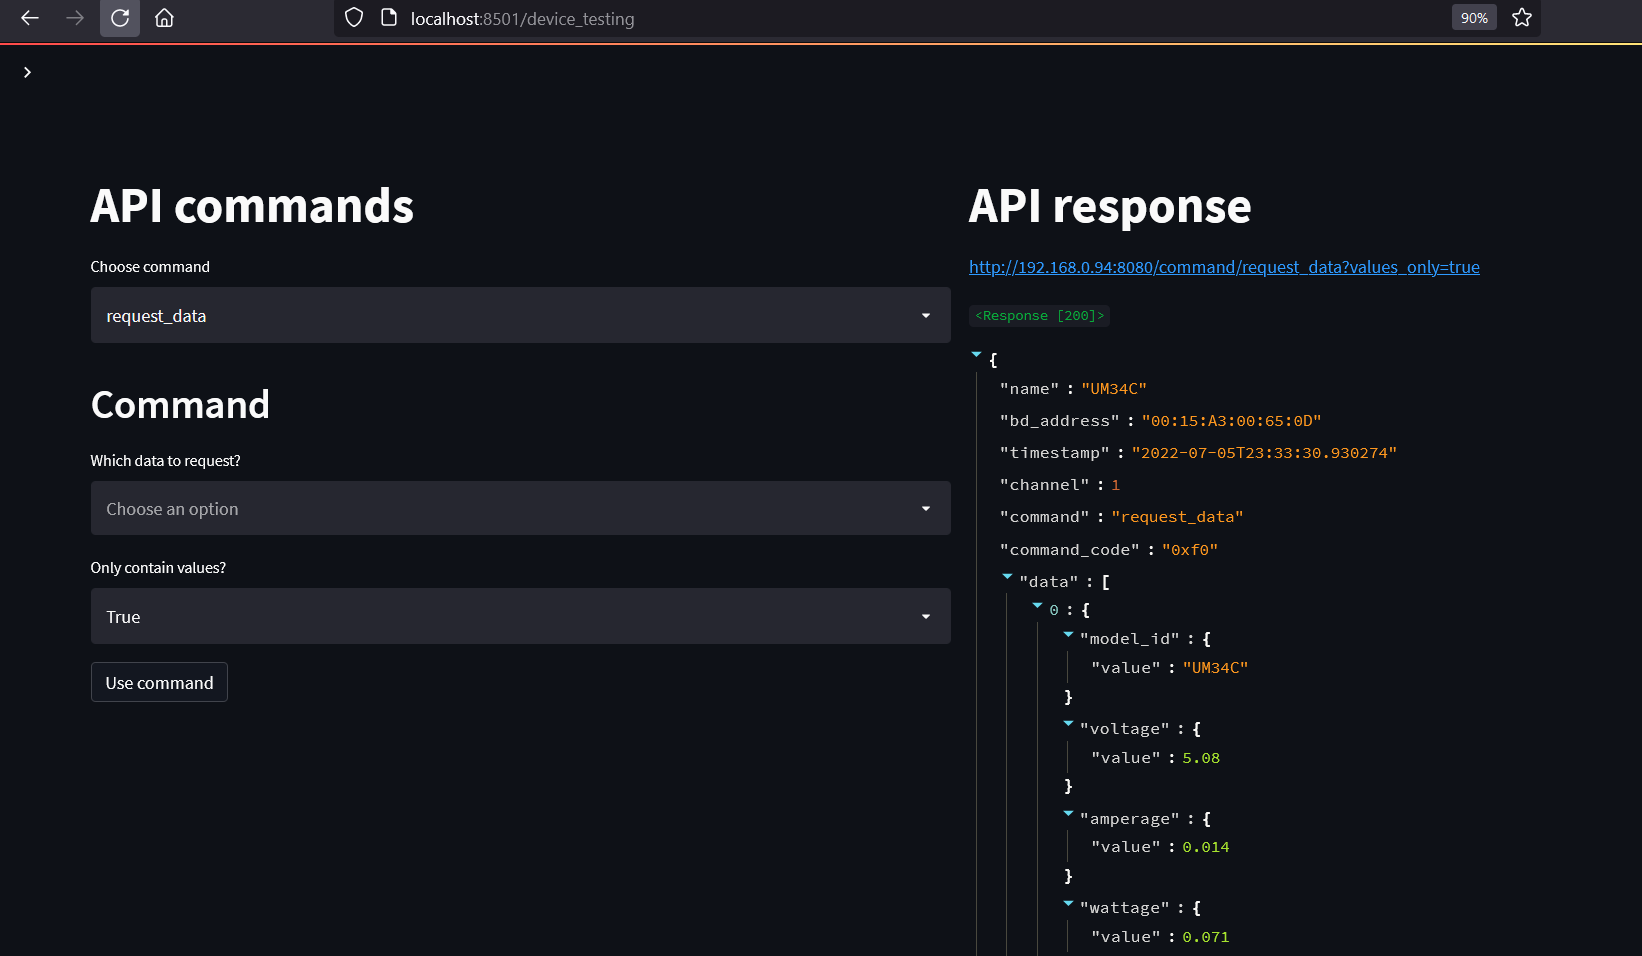 localhost:8501/device_testing
90%
API commands
Choose command
request_data
Command
Which data to request?
Choose an option
Only contain values?
True
Use command
API response
http://192.168.0.94:8080/command/request_data?values_only=true
<Response [200]>
{
"name" : "UM34C"
"bd_address" : "00:15:A3:00:65:0D"
"timestamp" : "2022-07-05T23:33:30.930274"
"channel" : 1
"command" : "request_data"
"command_code" : "0xf0"
"data" : [
0 : {
"model_id" : {
"value" : "UM34C"
}
"voltage" : {
"value" : 5.08
}
"amperage" : {
"value" : 0.014
}
"wattage" : {
"value" : 0.071